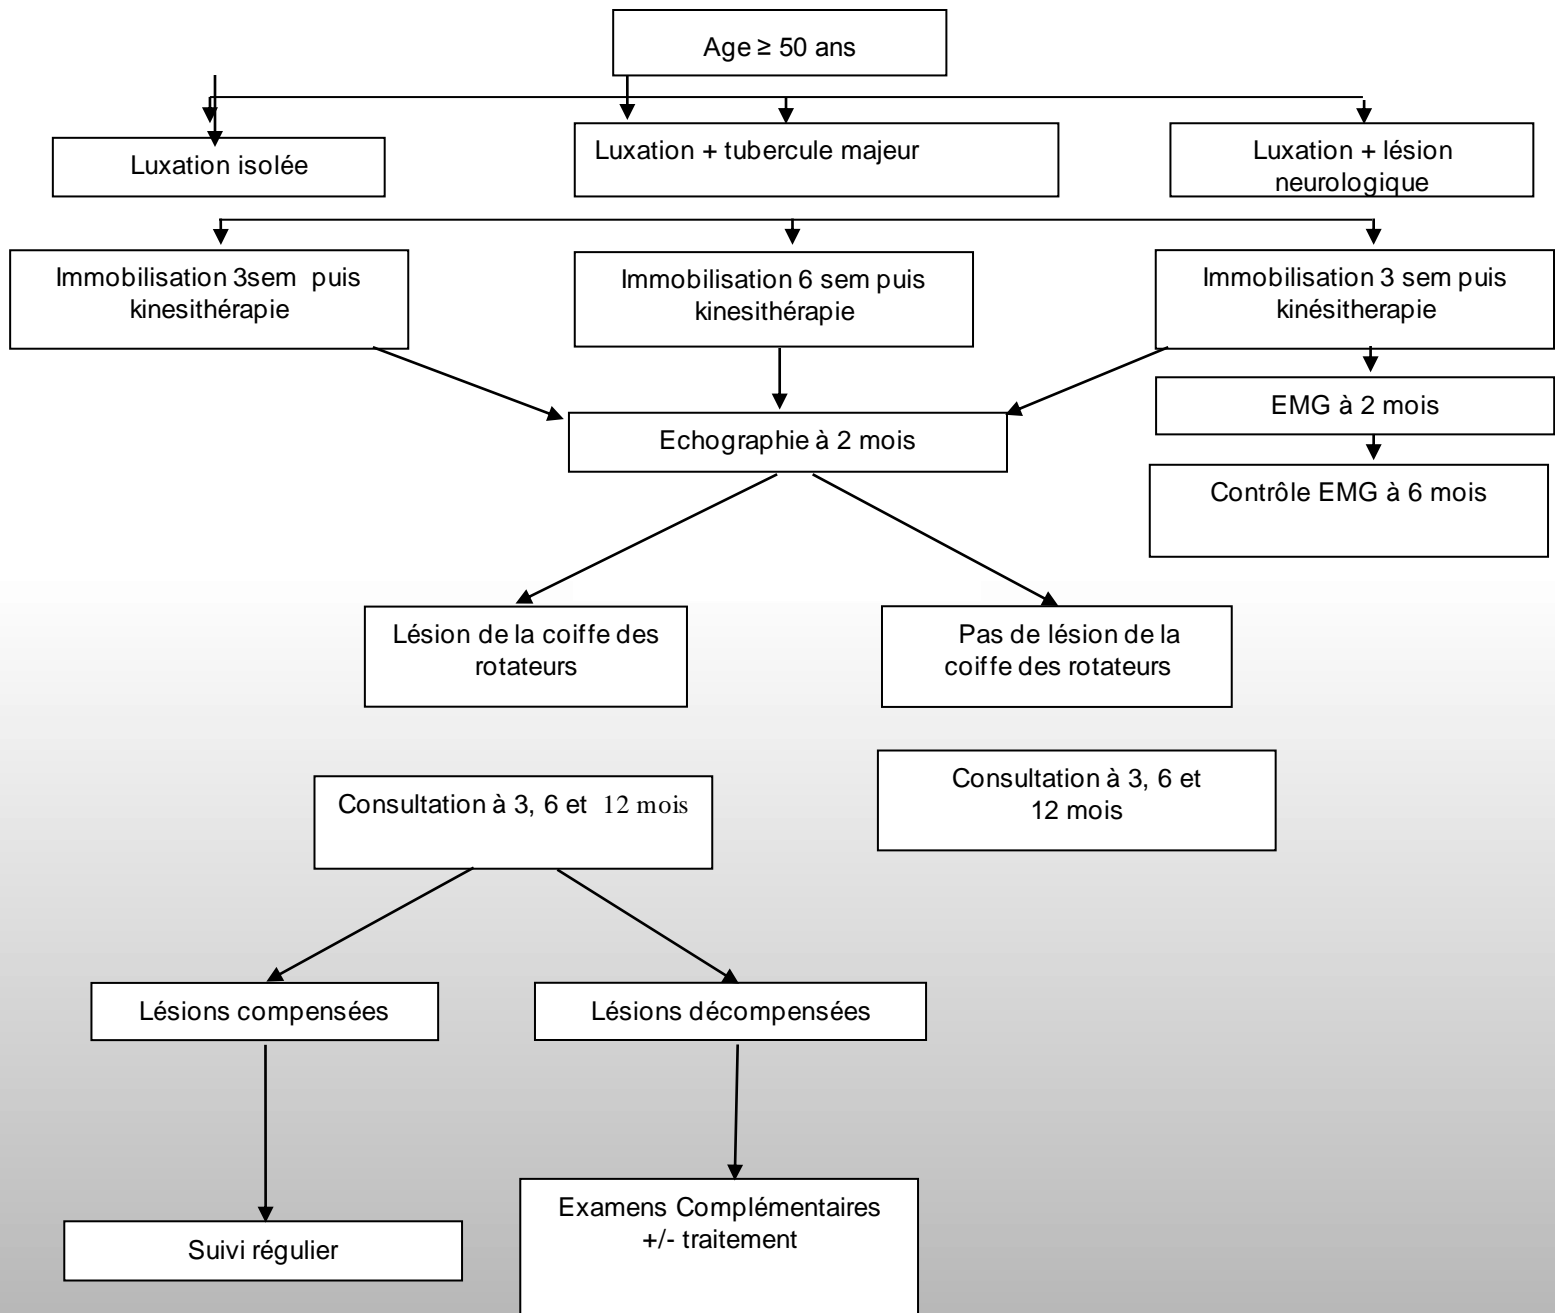 Age ≥ 50 ans
Luxation isolée
Luxation + tubercule majeur
Luxation + lésion
neurologique
Immobilisation 3sem puis
kinesithérapie
Immobilisation 6 sem puis
kinesithérapie
Immobilisation 3 sem puis
kinésitherapie
EMG à 2 mois
Echographie à 2 mois
Contrôle EMG à 6 mois
Lésion de la coiffe des
rotateurs
Pas de lésion de la
coiffe des rotateurs
Consultation à 3, 6 et 12 mois
Consultation à 3, 6 et
12 mois
Lésions compensées
Lésions décompensées
Suivi régulier
Examens Complémentaires
+/- traitement